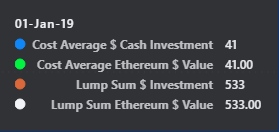 01-Jan-19
Cost Average $ Cash Investment 41
Cost Average Ethereum $ Value 41.00
Lump Sum $ Investment 533
Lump Sum Ethereum $ Value 533.00